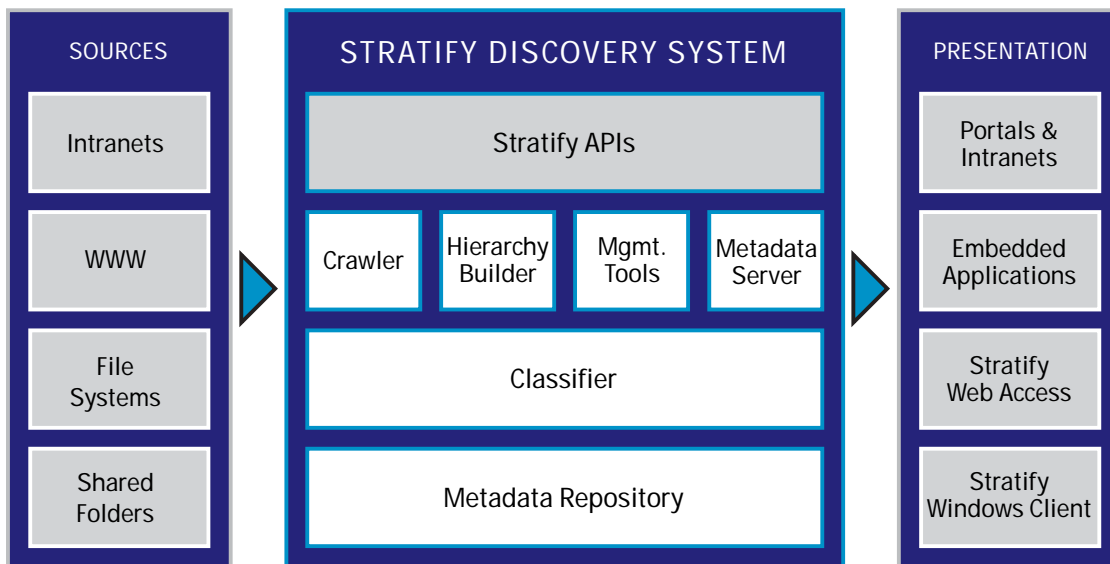 SOURCES
Intranets
WWW
File
Systems
Shared
Folders
STRATIFY DISCOVERY SYSTEM
Stratify APIs
Crawler
Hierarchy
Builder
Mgmt.
Tools
Metadata
Server
Classifier
Metadata Repository
PRESENTATION
Portals &
Intranets
Embedded
Applications
Stratify
Web Access
Stratify
Windows Client